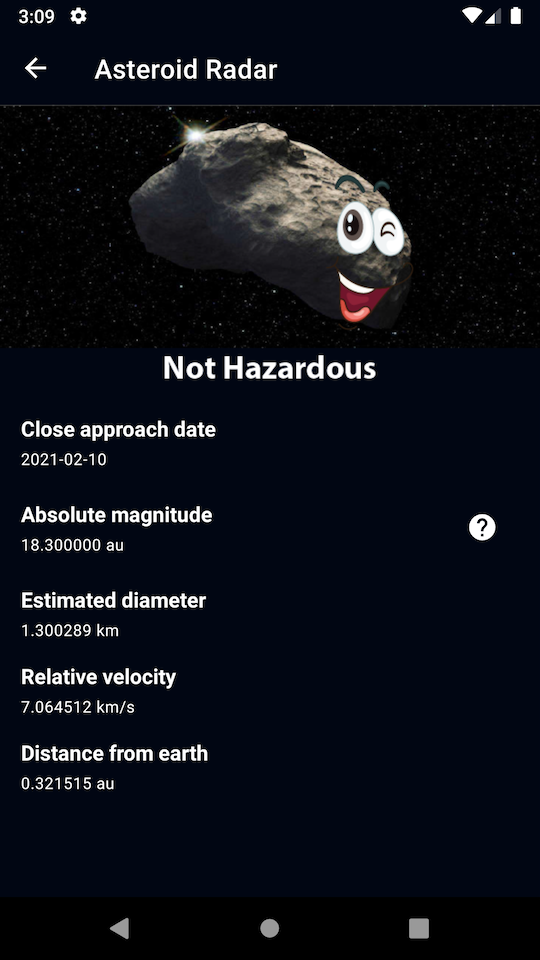 3:09
Asteroid Radar
Not Hazardous
Close approach date
2021-02-10
Absolute magnitude
18.300000 au
?
Estimated diameter
1.300289 km
Relative velocity
7.064512 km/s
Distance from earth
0.321515 au